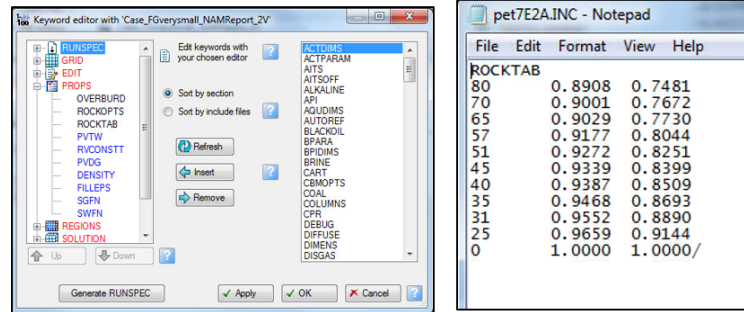 Keyword editor with 'Case_FGverysmall_NAMReport_2V'
RUNSPEC
GRID
EDIT
PROPS
OVERBURD
ROCKOPTS
ROCKTAB
PVTW
RVCONSTT
PVDG
DENSITY
FILLEPS
SGFN
SWFN
REGIONS
SOLUTION
Up
Down
Generate RUNSPEC
Edit keywords with
your chosen editor
Sort by section
Sort by include files
Refresh
Insert
Remove
Apply
OK
Cancel
ACTDIMS
ACTPARAM
AITS
AITSOFF
ALKALINE
API
AQUDIMS
AUTOREF
BLACKOIL
BPARA
BPIDIMS
BRINE
CART
CBMOPTS
COAL
COLUMNS
CPR
DEBUG
DIFFUSE
DIMENS
DISGAS
pet7E2A.INC - Notepad
File Edit Format View Help
ROCKTAB
80 0.8908 0.7481
70 0.9001 0.7672
65 0.9029 0.7730
57 0.9177 0.8044
51 0.9272 0.8251
45 0.9339 0.8399
40 0.9387 0.8509
35 0.9468 0.8693
31 0.9552 0.8890
25 0.9659 0.9144
0 1.0000 1.0000/